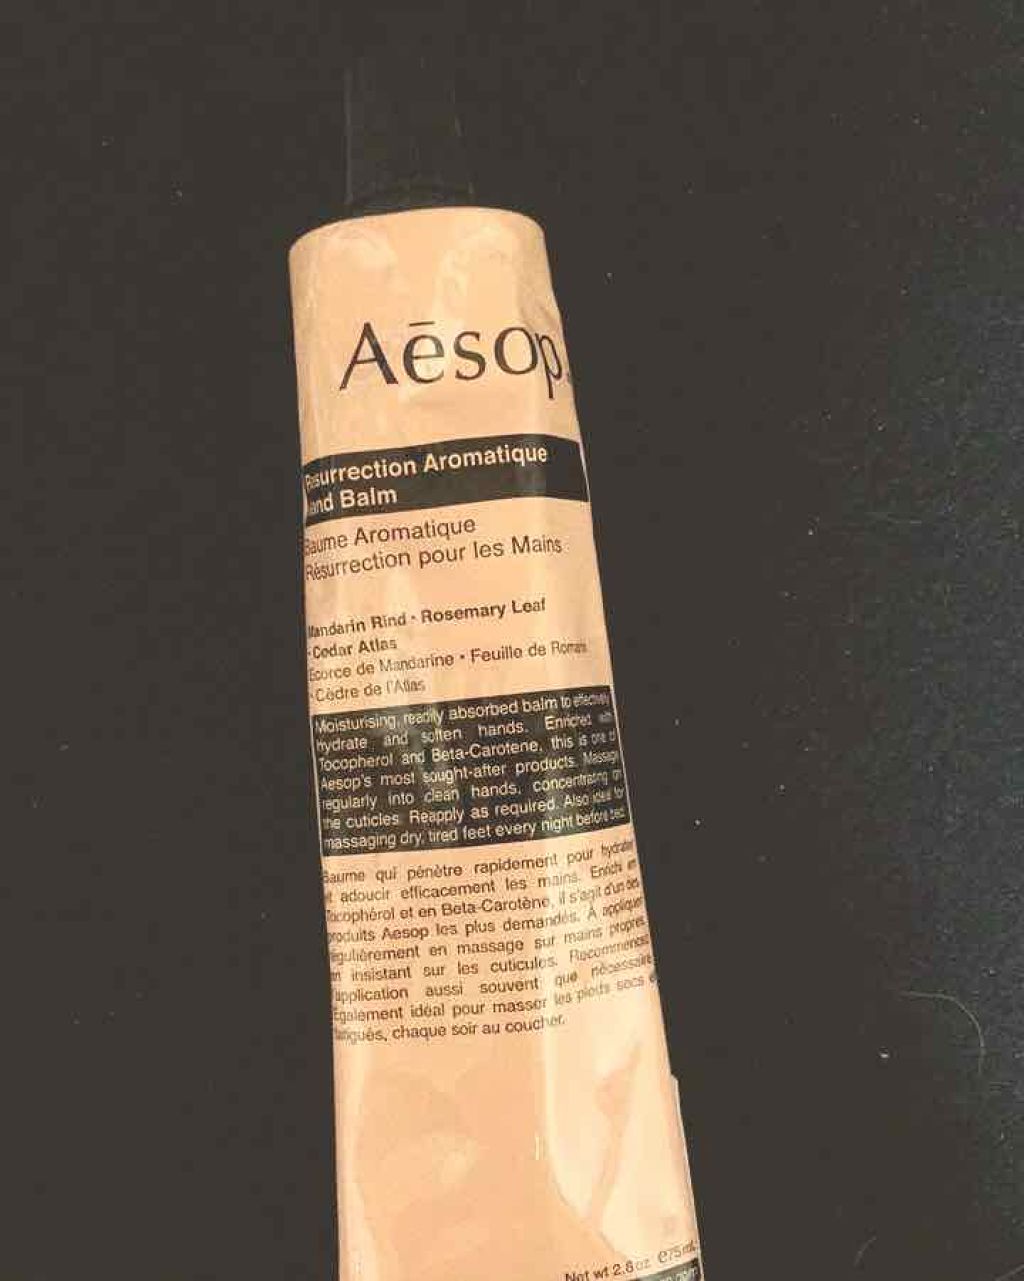 Aēsop.
Resurrection Aromatique
Hand Balm
Baume Aromatique
Résurrection pour les Mains
Mandarin Rind • Rosemary Leaf
• Cedar Atlas
Écorce de Mandarine • Feuille de
• Cèdre de l'Atlas
Moisturising, readily absorbed balm to effectively
hydrate and soften hands. Enriched with
Tocopherol and Beta-Carotene, this is one of
Aesop's most sought-after products. Massage
regularly into clean hands, concentrating on
the cuticles. Reapply as required. Also ideal for
massaging dry, tired feet every night before bed.
Baume qui pénètre rapidement pour hydrater
et adoucir efficacement les mains. Enrichi en
Tocophérol et en Beta-Carotène, il s'agit d'un des
produits Aesop les plus demandés. À appliquer
régulièrement en massage sur mains propres
en insistant sur les cuticules. Recommencer
l'application aussi souvent que nécessaire.
Également idéal pour masser les pieds secs et
fatigués, chaque soir au coucher.
Net wt 2.8 oz ℮75 mL